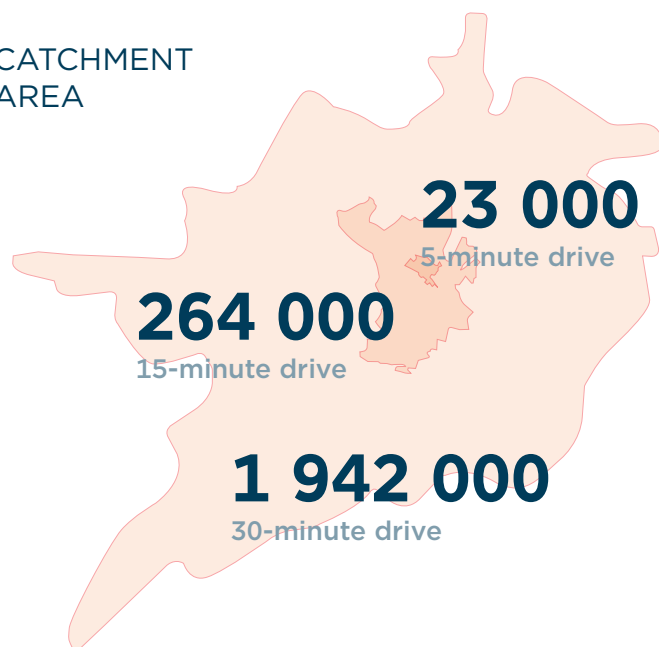 CATCHMENT
AREA
23 000
5-minute drive
264 000
15-minute drive
1 942 000
30-minute drive